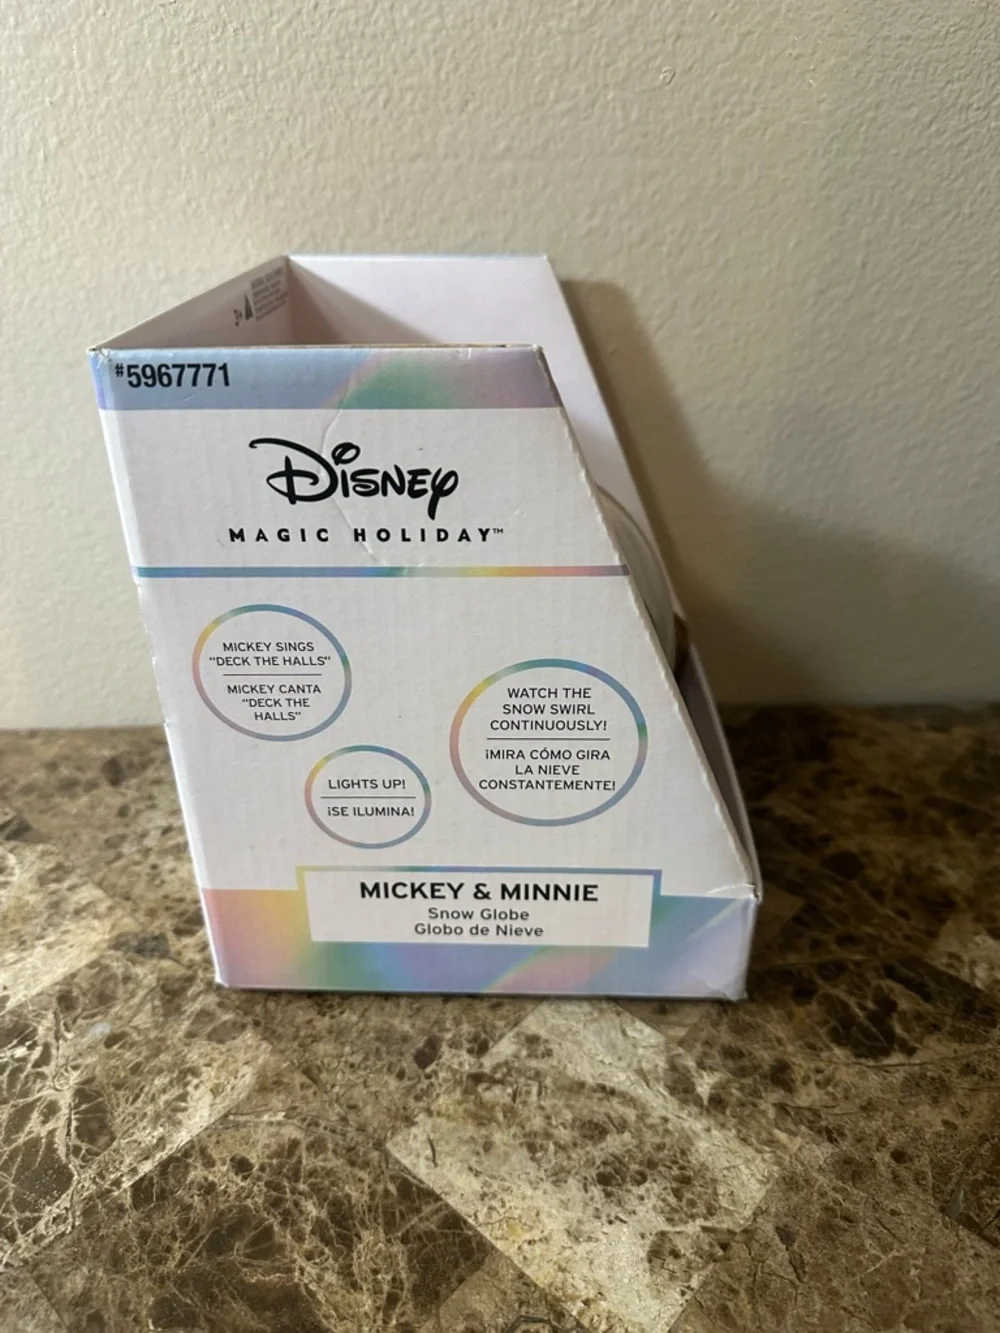 3+
#5967771
Disney
MAGIC HOLIDAY™
MICKEY SINGS
"DECK THE HALLS"
MICKEY CANTA
"DECK THE
HALLS"
WATCH THE
SNOW SWIRL
CONTINUOUSLY!
¡MIRA CÓMO GIRA
LA NIEVE
CONSTANTEMENTE!
LIGHTS UP!
¡SE ILUMINA!
MICKEY & MINNIE
Snow Globe
Globo de Nieve